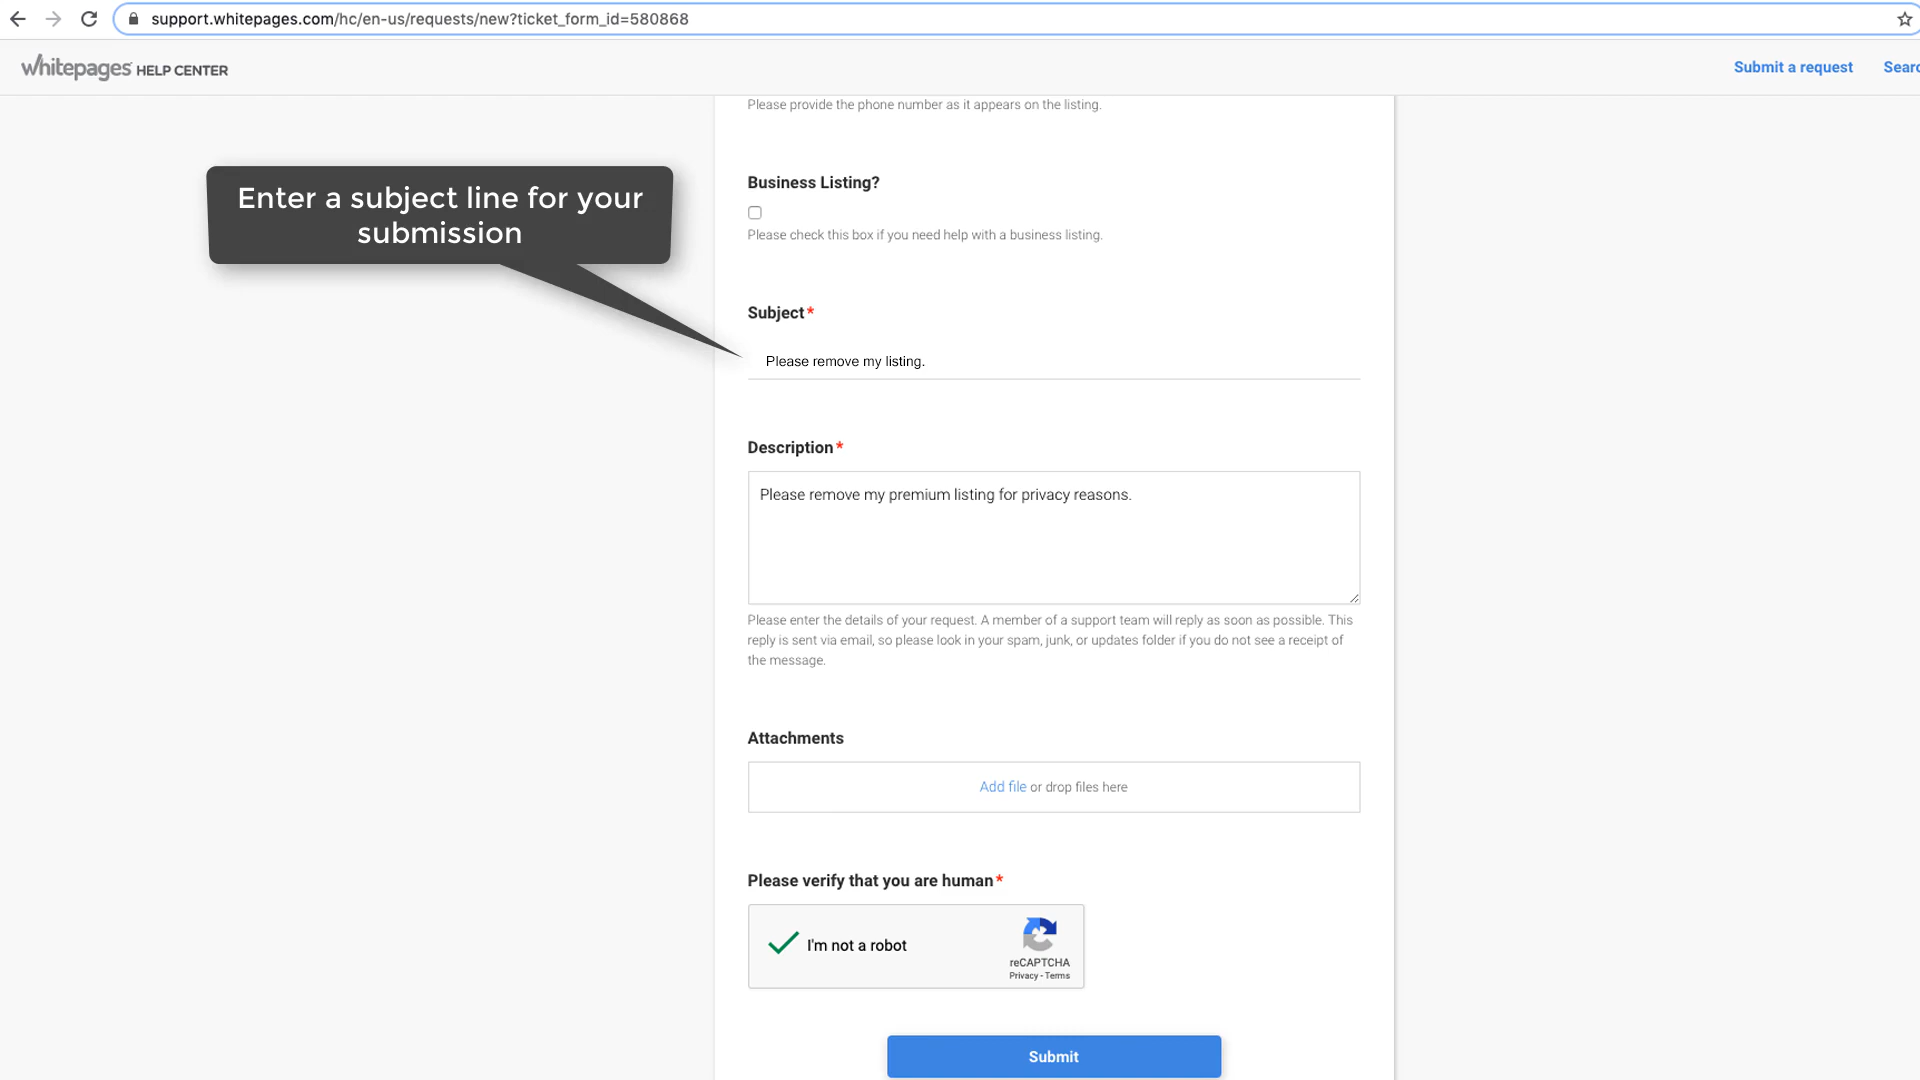 support.whitepages.com/hc/en-us/requests/new?ticket_form_id=580868
whitepages HELP CENTER
Submit a request
Searc
Please provide the phone number as it appears on the listing.
Enter a subject line for your
submission
Business Listing?
Please check this box if you need help with a business listing.
Subject*
Please remove my listing.
Description*
Please remove my premium listing for privacy reasons.
Please enter the details of your request. A member of a support team will reply as soon as possible. This
reply is sent via email, so please look in your spam, junk, or updates folder if you do not see a receipt of
the message.
Attachments
Add file or drop files here
Please verify that you are human*
I'm not a robot
reCAPTCHA
Privacy - Terms
Submit